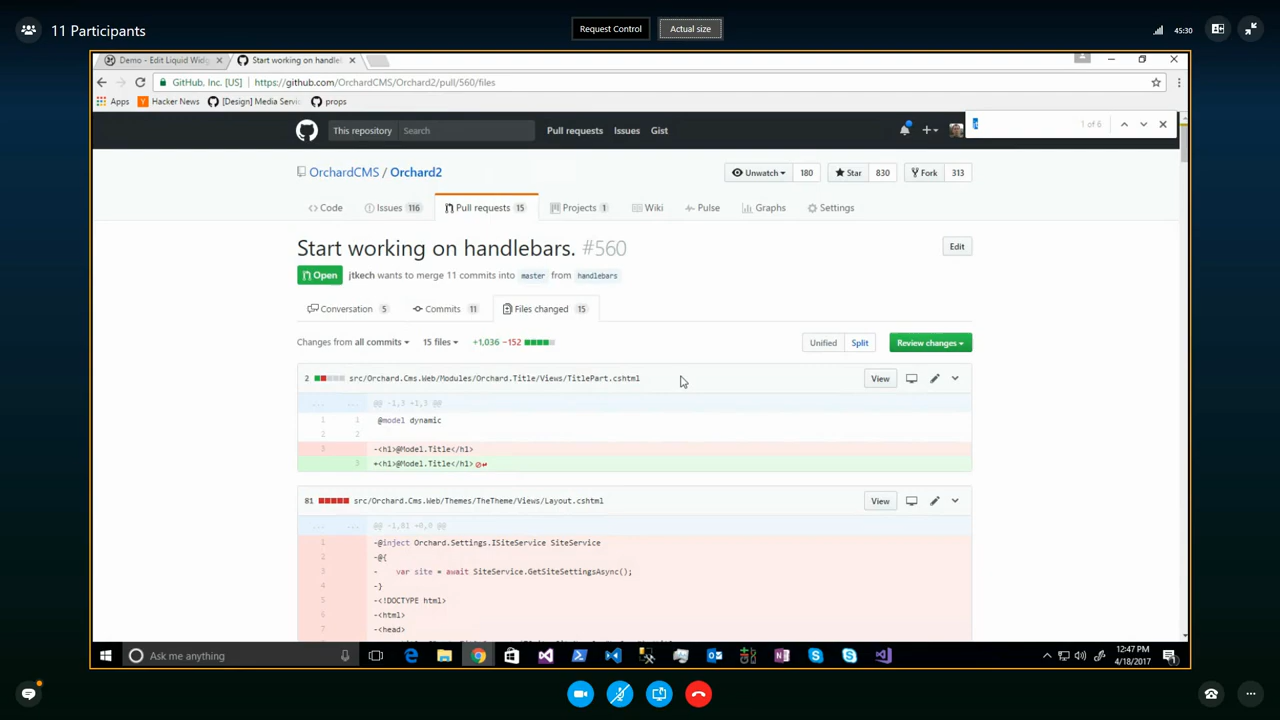 11 Participants
Request Control
Actual size
45:30
Demo - Edit Liquid Widg
Start working on handlel
GitHub, Inc. [US]
https://github.com/OrchardCMS/Orchard2/pull/560/files
Apps
Hacker News
[Design] Media Servi
props
1 of 6
This repository
Search
Pull requests
Issues
Gist
OrchardCMS / Orchard2
Unwatch 180
Star 830
Fork 313
Code
Issues 116
Pull requests 15
Projects 1
Wiki
Pulse
Graphs
Settings
Start working on handlebars. #560
Edit
Open
jtkech wants to merge 11 commits into master from handlebars
Conversation 5
Commits 11
Files changed 15
Changes from all commits
15 files
+1,036 −152
Unified
Split
Review changes
2 src/Orchard.Cms.Web/Modules/Orchard.Title/Views/TitlePart.cshtml
View
... ... @@ -1,3 +1,3 @@
1 1 @model dynamic
2 2
3 -<h1>@Model.Title</h1>
3 +<h1>@Model.Title</h1>
81 src/Orchard.Cms.Web/Themes/TheTheme/Views/Layout.cshtml
View
... ... @@ -1,81 +0,0 @@
1 -@inject Orchard.Settings.ISiteService SiteService
2 -@{
3 - var site = await SiteService.GetSiteSettingsAsync();
4 -}
5 -<!DOCTYPE html>
6 -<html>
7 -<head>
Ask me anything
12:47 PM
4/18/2017